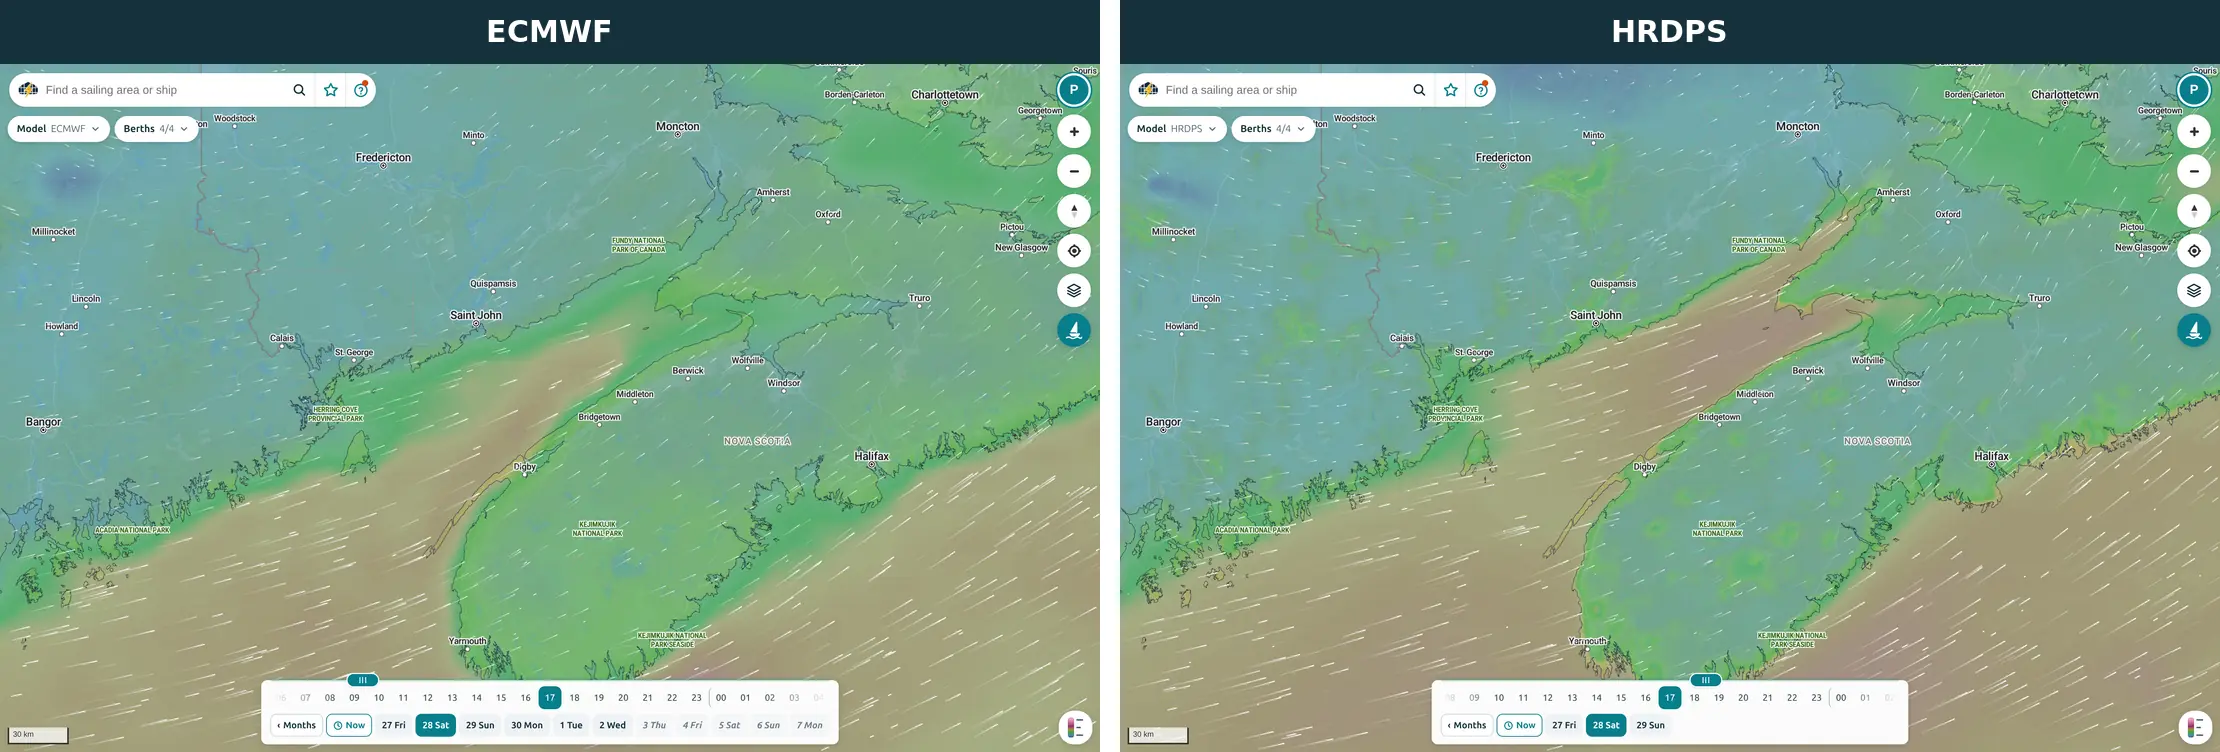 ECMWF
Find a sailing area or ship
Model ECMWF
Berths 4/4
P
Souris
Borden-Carleton
Charlottetown
Georgetown
Woodstock
Minto
Moncton
Fredericton
Amherst
Oxford
Millinocket
Pictou
New Glasgow
FUNDY NATIONAL
PARK OF CANADA
Quispamsis
Lincoln
Truro
Saint John
Howland
Calais
St. George
Wolfville
Berwick
Windsor
Middleton
HERRING COVE
PROVINCIAL PARK
Bridgetown
Bangor
NOVA SCOTIA
Halifax
Digby
ACADIA NATIONAL PARK
KEJIMKUJIK
NATIONAL PARK
Yarmouth
KEJIMKUJIK NATIONAL
PARK SEASIDE
06 07 08 09 10 11 12 13 14 15 16 17 18 19 20 21 22 23 00 01 02 03 04
‹ Months Now 27 Fri 28 Sat 29 Sun 30 Mon 1 Tue 2 Wed 3 Thu 4 Fri 5 Sat 6 Sun 7 Mon
30 km
HRDPS
Find a sailing area or ship
Model HRDPS
Berths 4/4
P
Souris
Borden-Carleton
Charlottetown
Georgetown
Woodstock
Minto
Moncton
Fredericton
Amherst
Oxford
Millinocket
Pictou
New Glasgow
FUNDY NATIONAL
PARK OF CANADA
Quispamsis
Lincoln
Truro
Saint John
Howland
Calais
St. George
Wolfville
Berwick
Windsor
Middleton
HERRING COVE
PROVINCIAL PARK
Bridgetown
Bangor
NOVA SCOTIA
Halifax
Digby
ACADIA NATIONAL PARK
KEJIMKUJIK
NATIONAL PARK
Yarmouth
KEJIMKUJIK NATIONAL
PARK SEASIDE
08 09 10 11 12 13 14 15 16 17 18 19 20 21 22 23 00 01
‹ Months Now 27 Fri 28 Sat 29 Sun
30 km